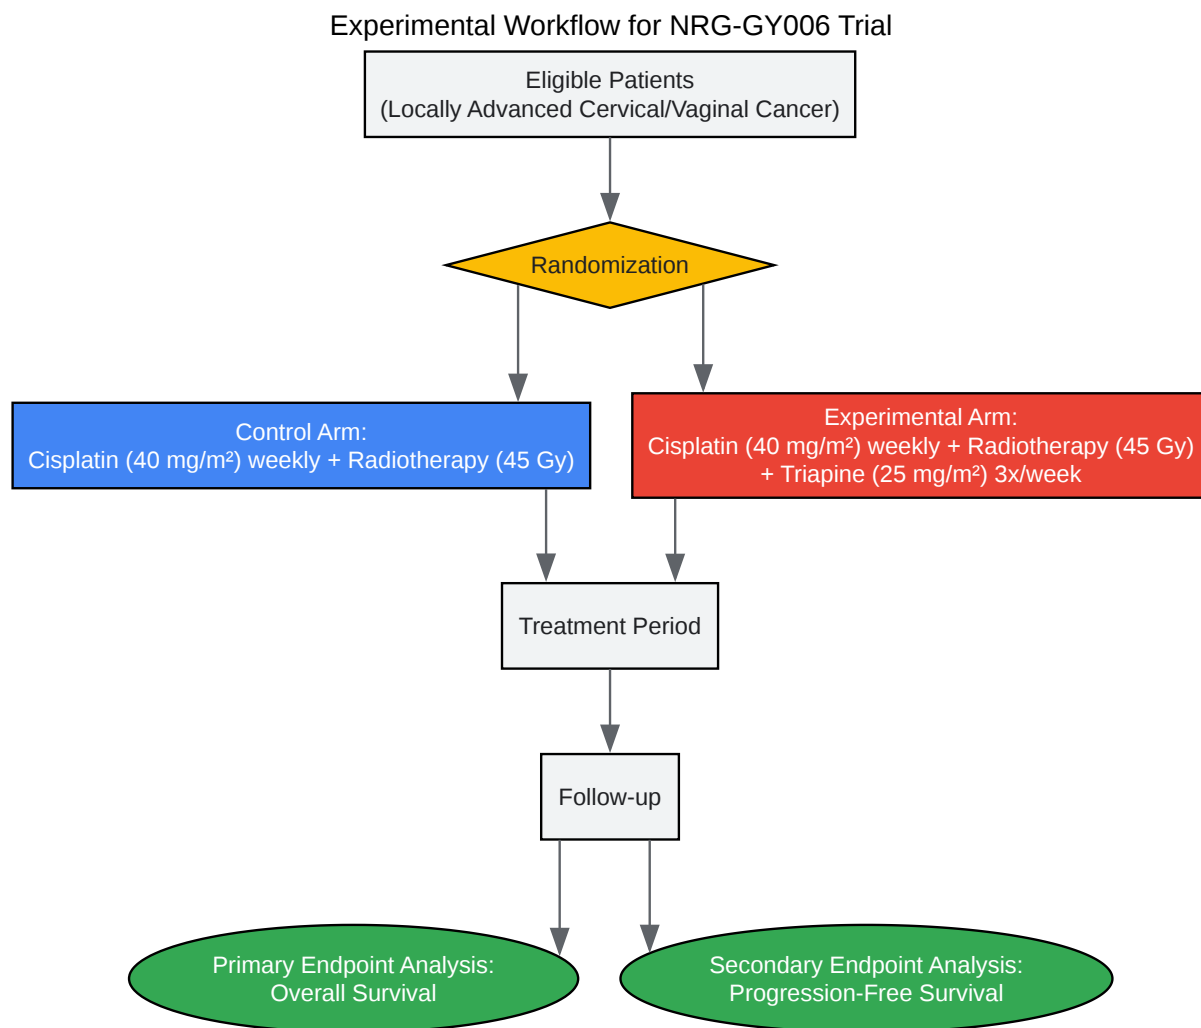 Experimental Workflow for NRG-GY006 Trial
Eligible Patients
(Locally Advanced Cervical/Vaginal Cancer)
Randomization
Control Arm:
Cisplatin (40 mg/m²) weekly + Radiotherapy (45 Gy)
Experimental Arm:
Cisplatin (40 mg/m²) weekly + Radiotherapy (45 Gy)
+ Triapine (25 mg/m²) 3x/week
Treatment Period
Follow-up
Primary Endpoint Analysis:
Overall Survival
Secondary Endpoint Analysis:
Progression-Free Survival